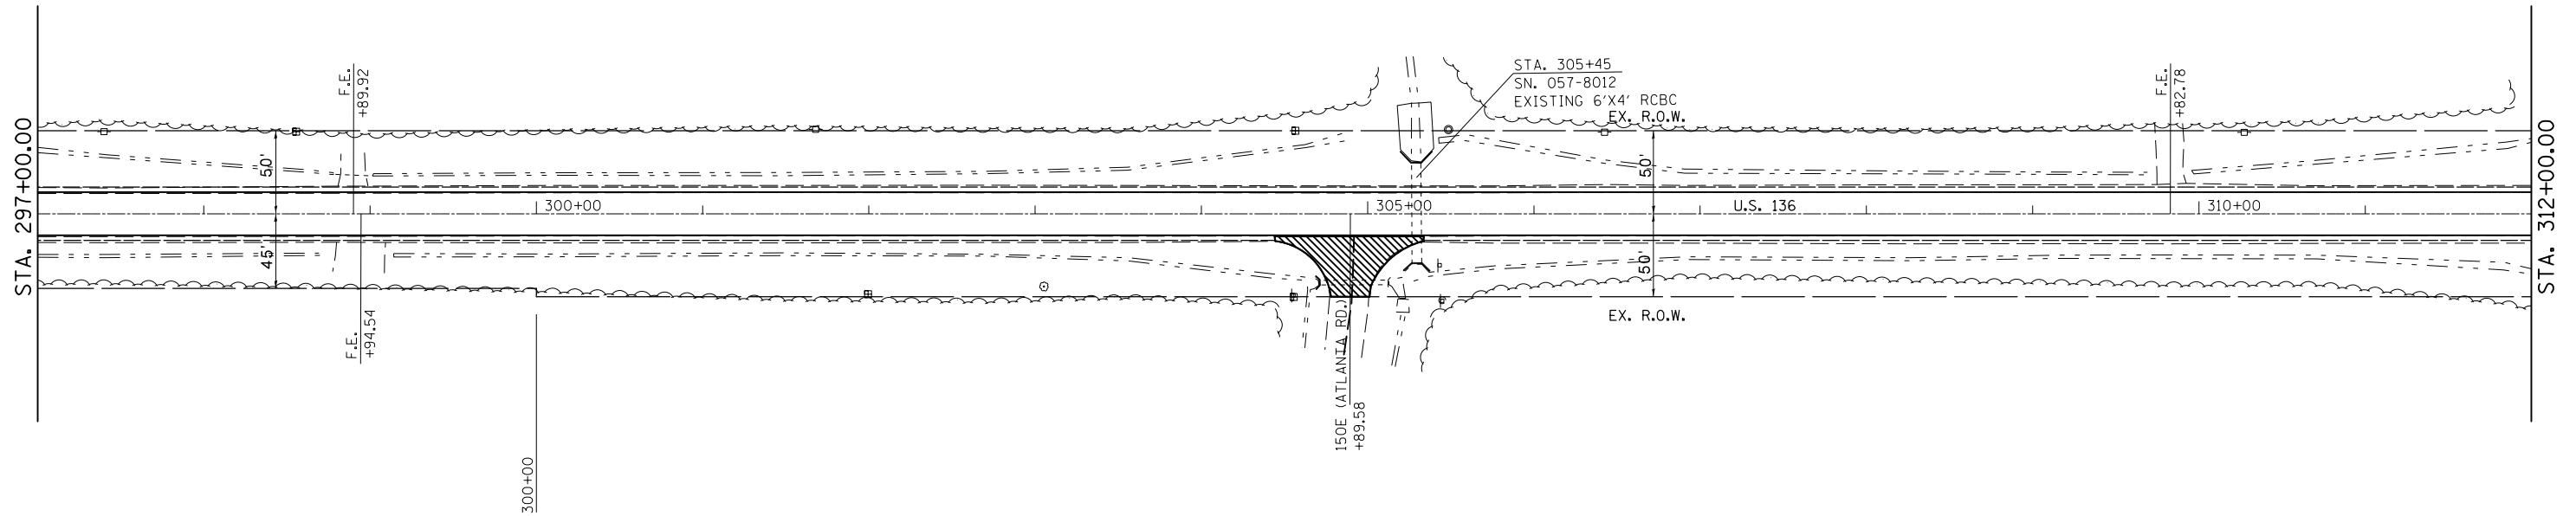 STA. 297+00.00
F.E.
+89.92
50'
45'
F.E.
+94.54
300+00
300+00
STA. 305+45
SN. 057-8012
EXISTING 6'X4' RCBC
EX. R.O.W.
305+00
50'
50'
U.S. 136
EX. R.O.W.
150E (ATLANTA RD.)
+89.58
F.E.
+82.78
310+00
STA. 312+00.00